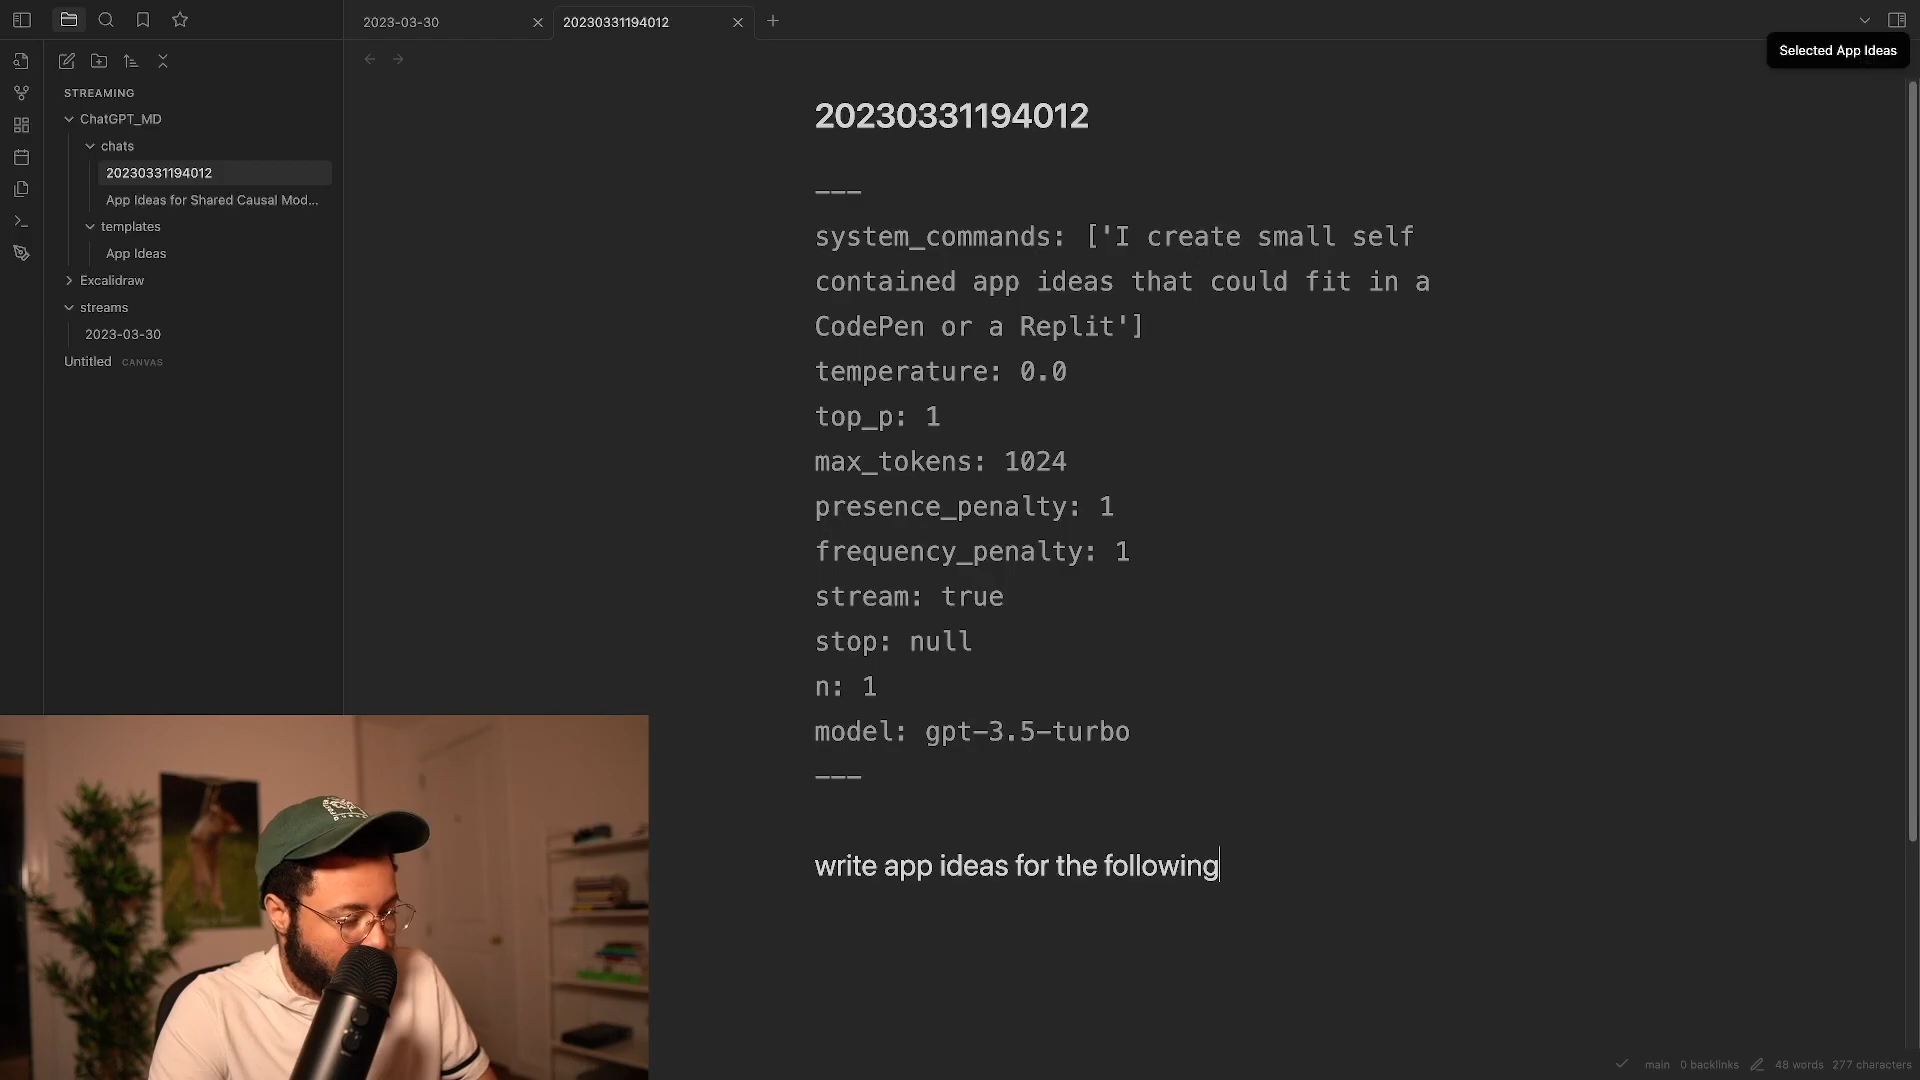 2023-03-30
20230331194012
Selected App Ideas
STREAMING
ChatGPT_MD
chats
20230331194012
App Ideas for Shared Causal Mod...
templates
App Ideas
Excalidraw
streams
2023-03-30
Untitled CANVAS
20230331194012
---
system_commands: ['I create small self
contained app ideas that could fit in a
CodePen or a Replit']
temperature: 0.0
top_p: 1
max_tokens: 1024
presence_penalty: 1
frequency_penalty: 1
stream: true
stop: null
n: 1
model: gpt-3.5-turbo
---
write app ideas for the following
main 0 backlinks 48 words 277 characters